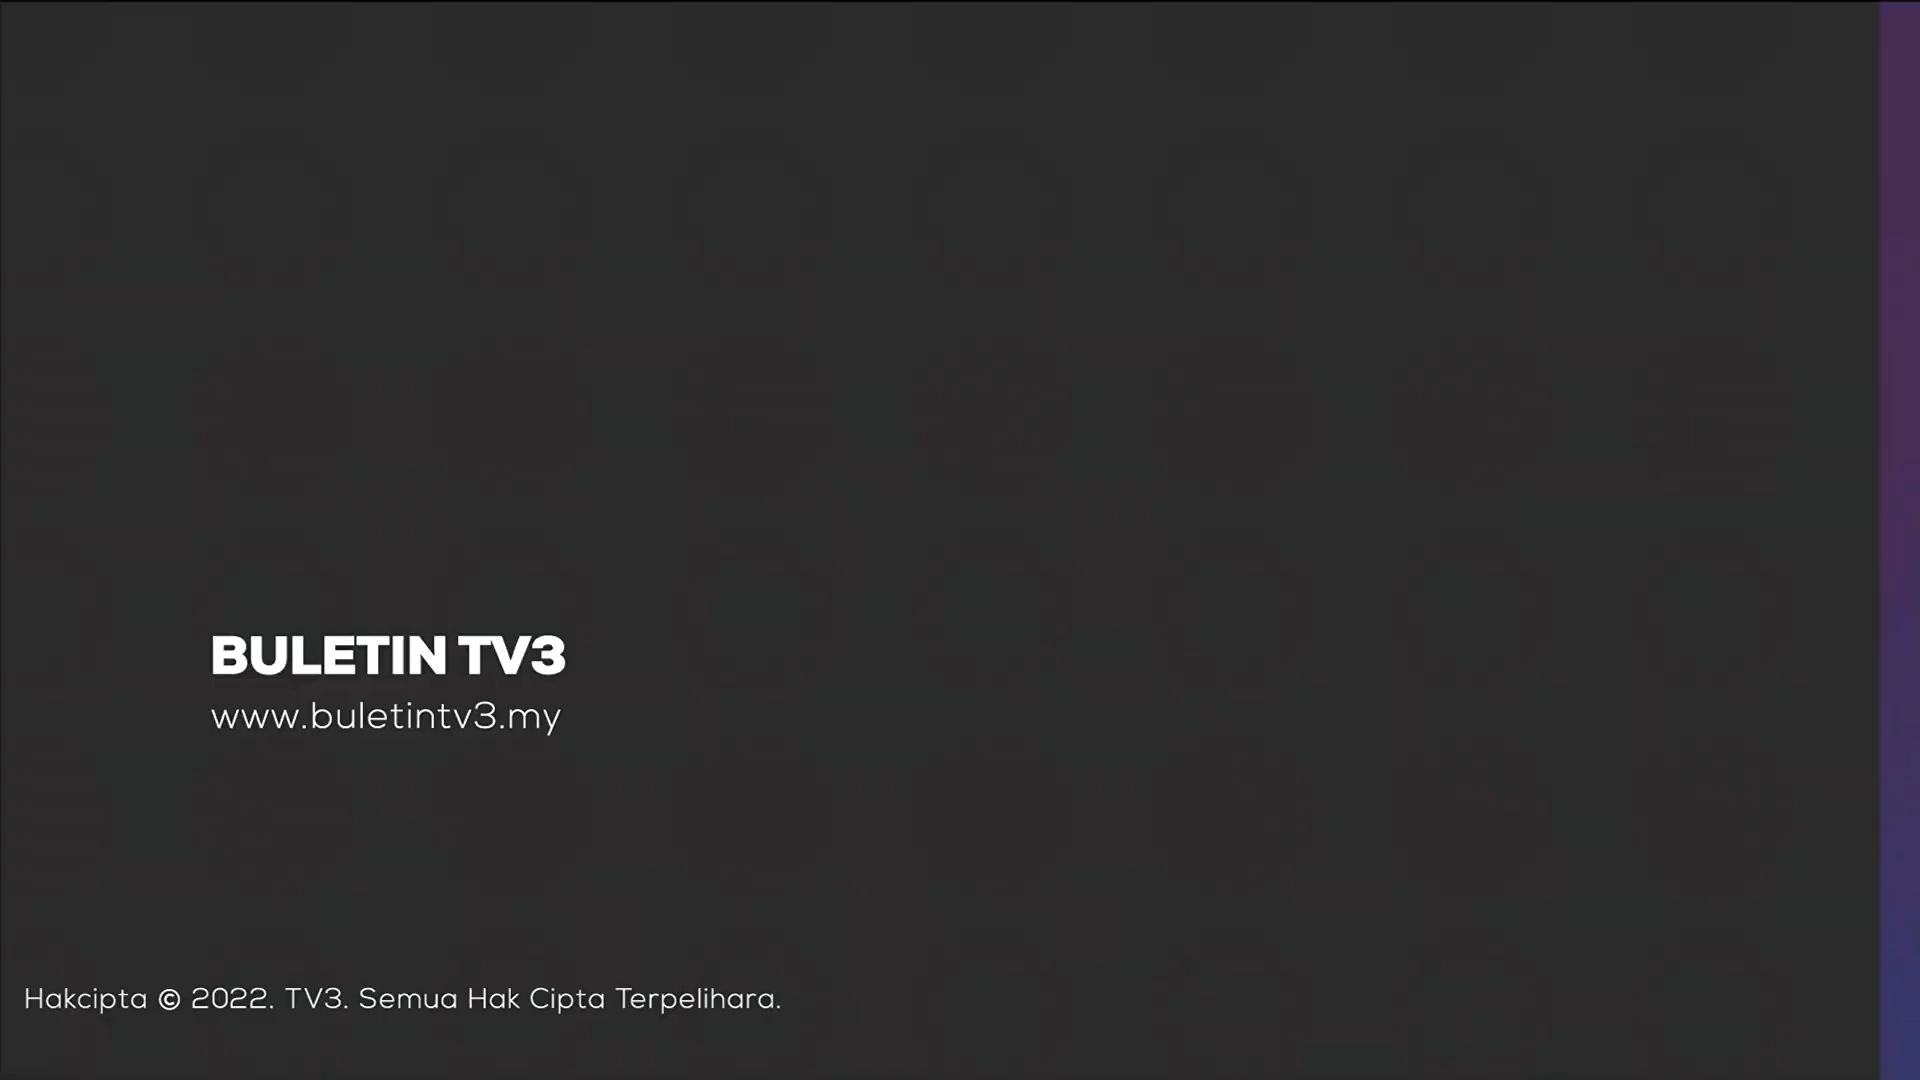 BULETIN TV3
www.buletintv3.my
Hakcipta © 2022. TV3. Semua Hak Cipta Terpelihara.